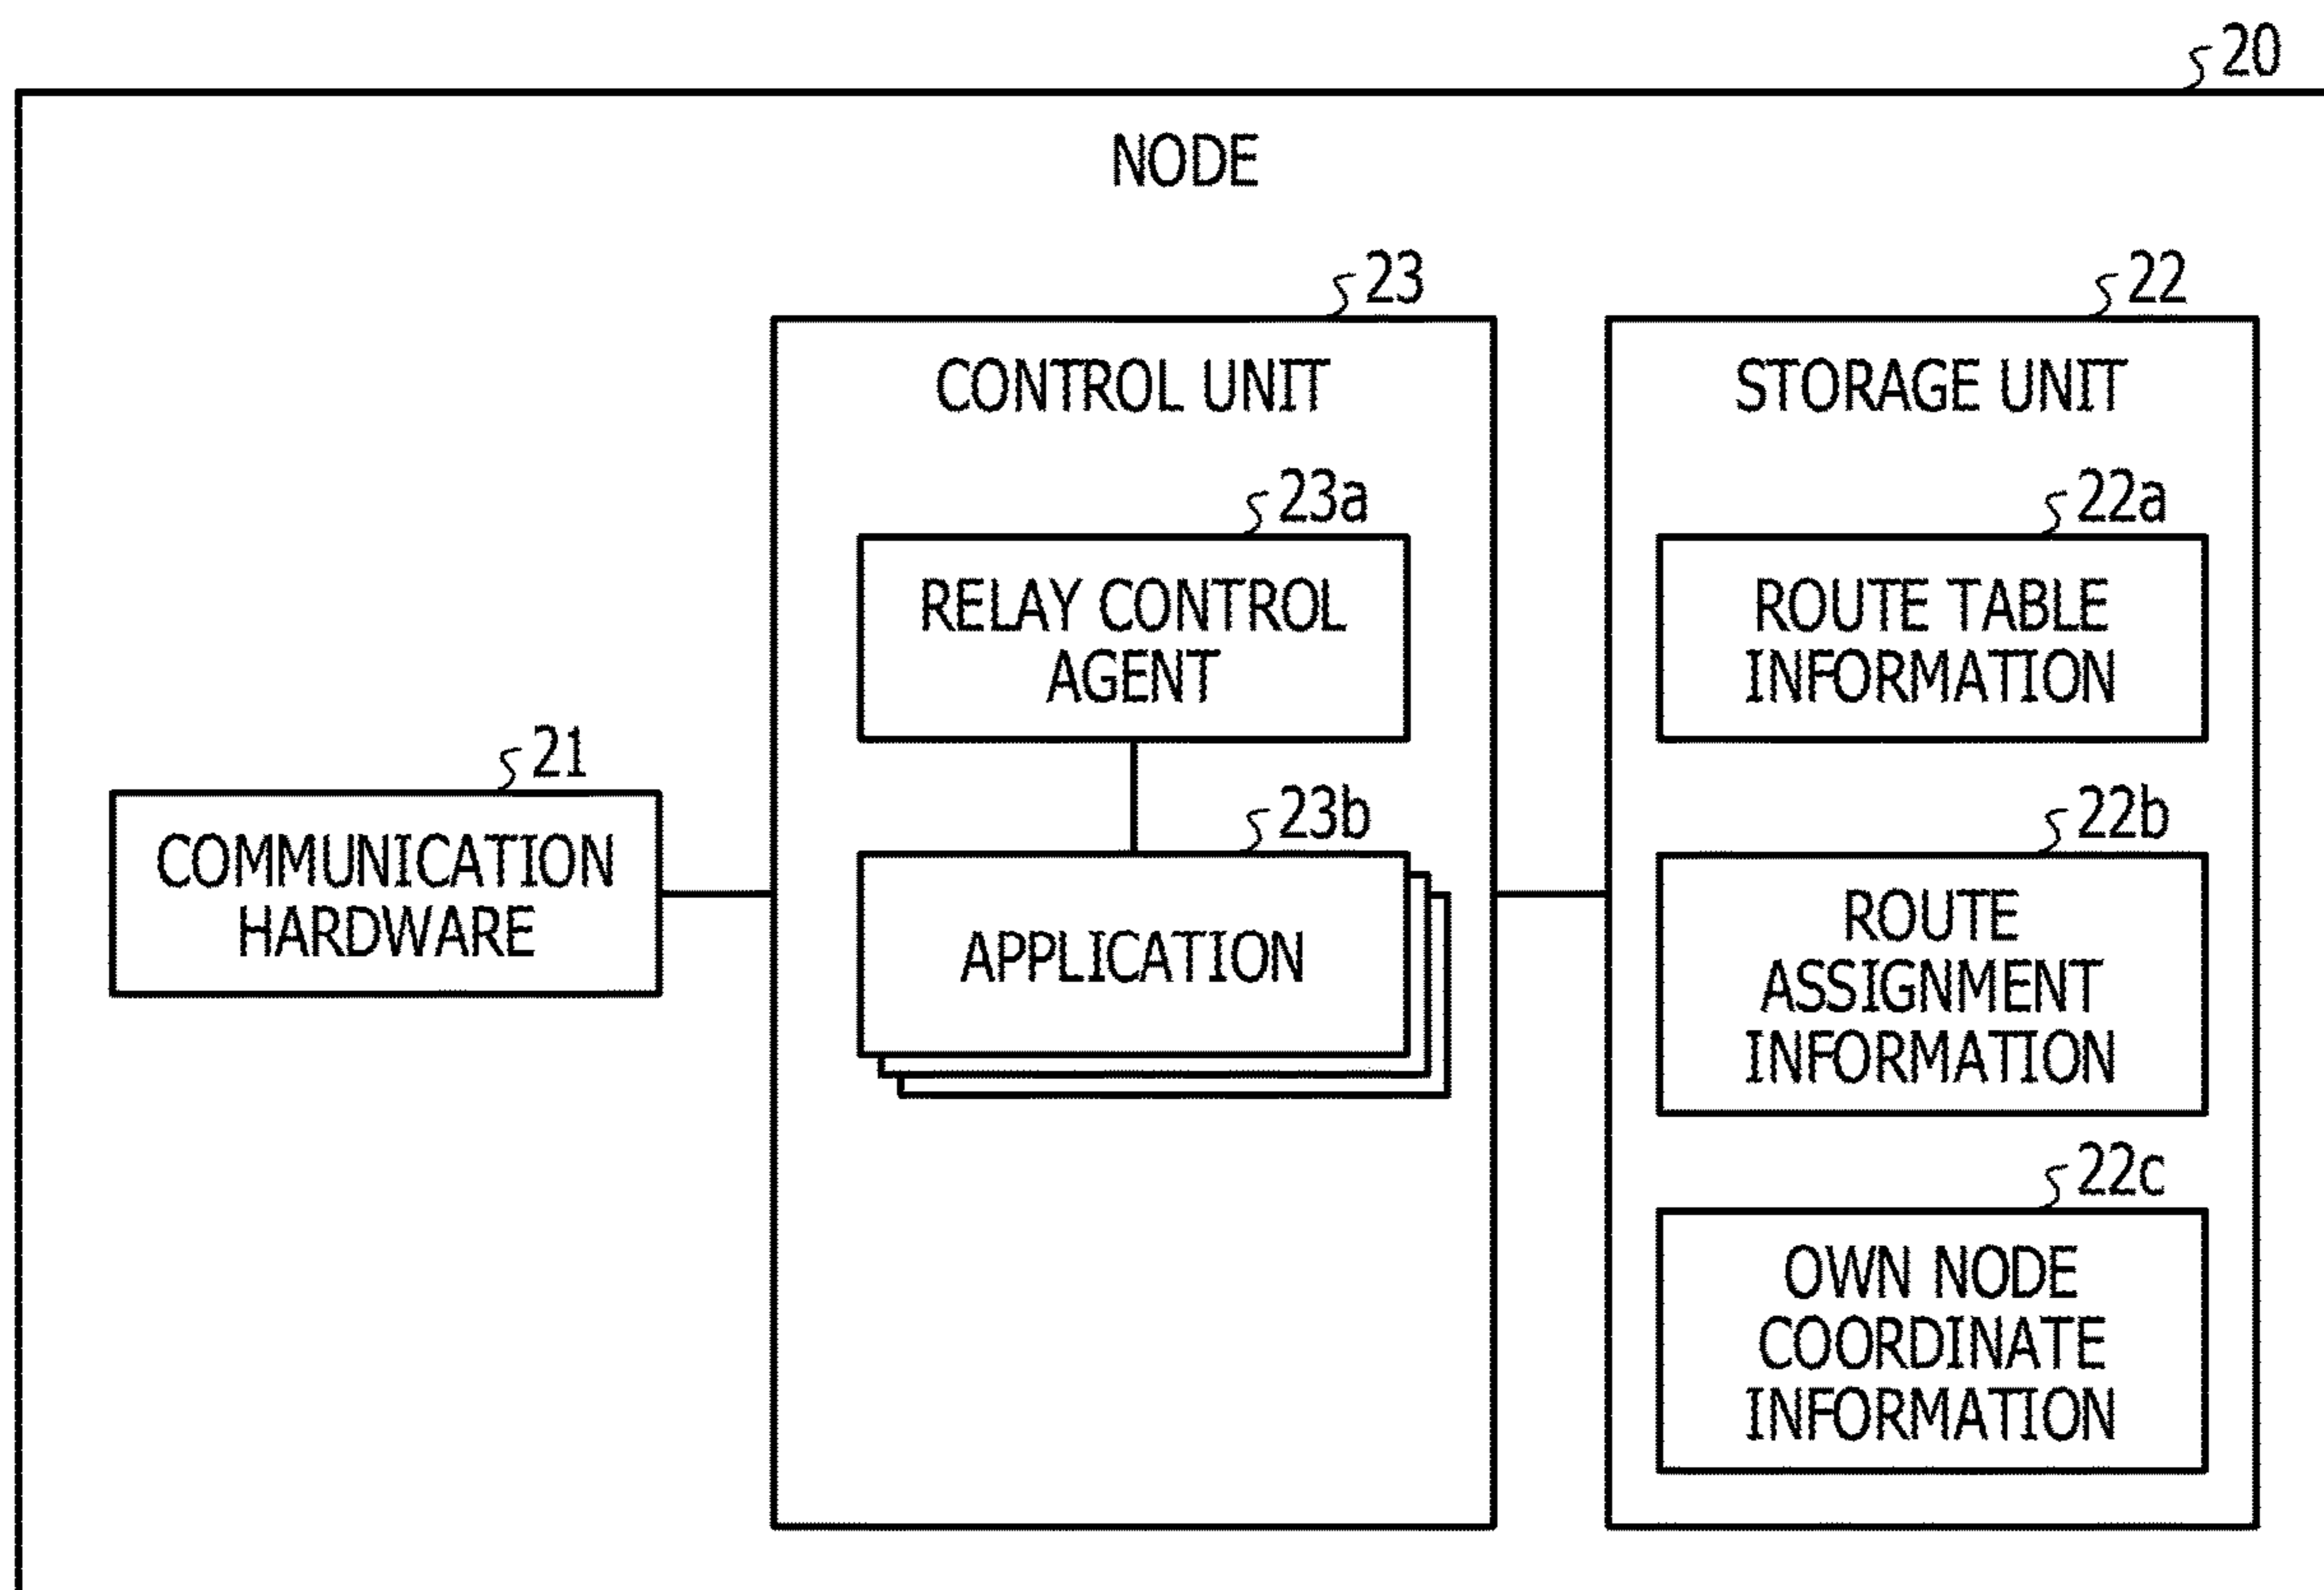 20
NODE
23
CONTROL UNIT
23a
RELAY CONTROL
AGENT
23b
APPLICATION
21
COMMUNICATION
HARDWARE
22
STORAGE UNIT
22a
ROUTE TABLE
INFORMATION
22b
ROUTE
ASSIGNMENT
INFORMATION
22c
OWN NODE
COORDINATE
INFORMATION